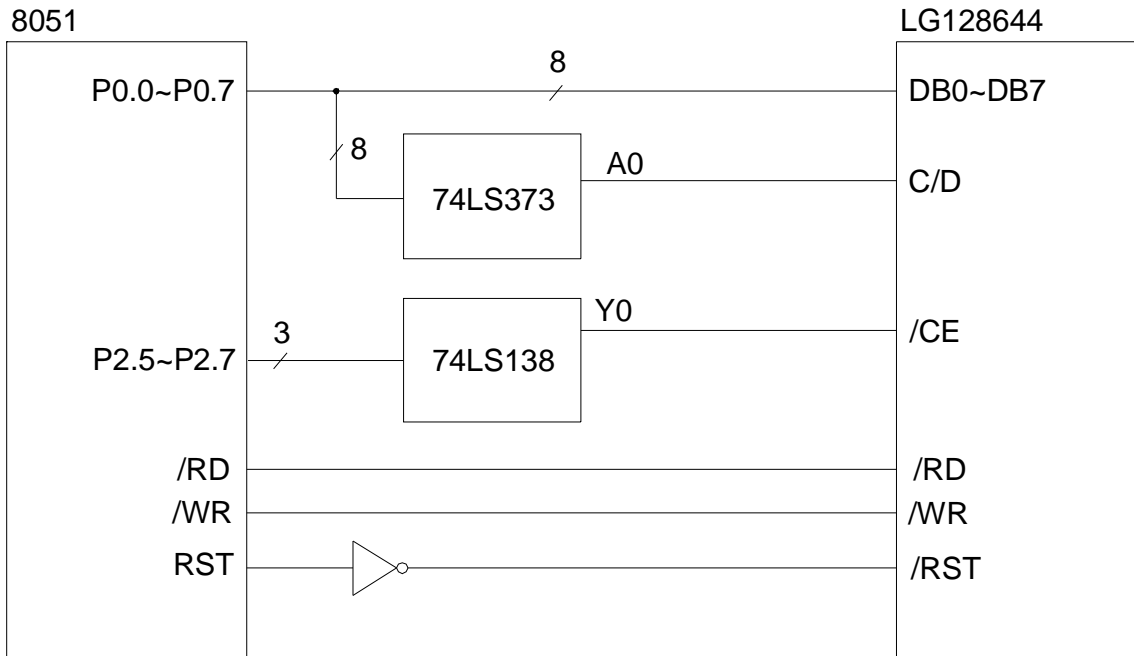 8051
LG128644
P0.0~P0.7
8
DB0~DB7
8
74LS373
A0
C/D
P2.5~P2.7
3
74LS138
Y0
/CE
/RD
/RD
/WR
/WR
RST
/RST